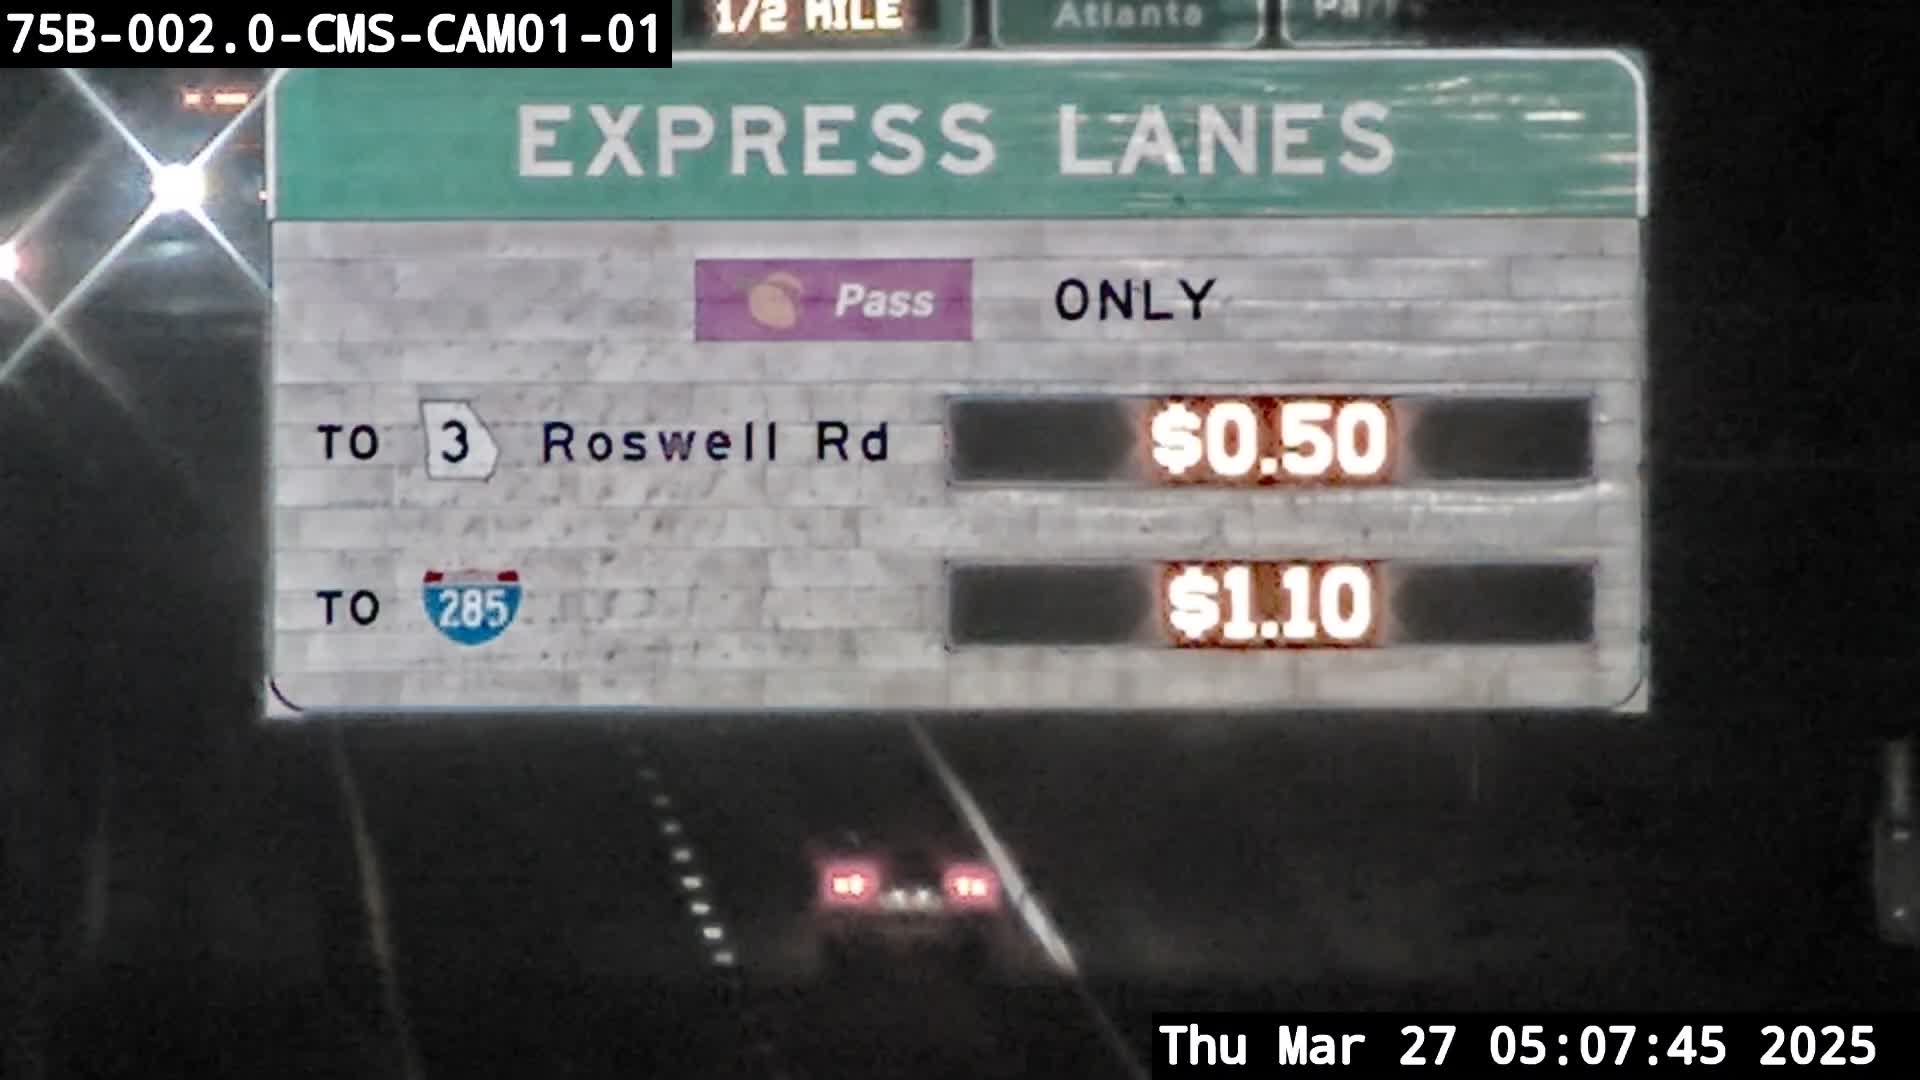 75B-002.0-CMS-CAM01-01
1/2 MILE
Atlanta
EXPRESS LANES
Pass ONLY
TO 3 Roswell Rd $0.50
TO 285 $1.10
Thu Mar 27 05:07:45 2025